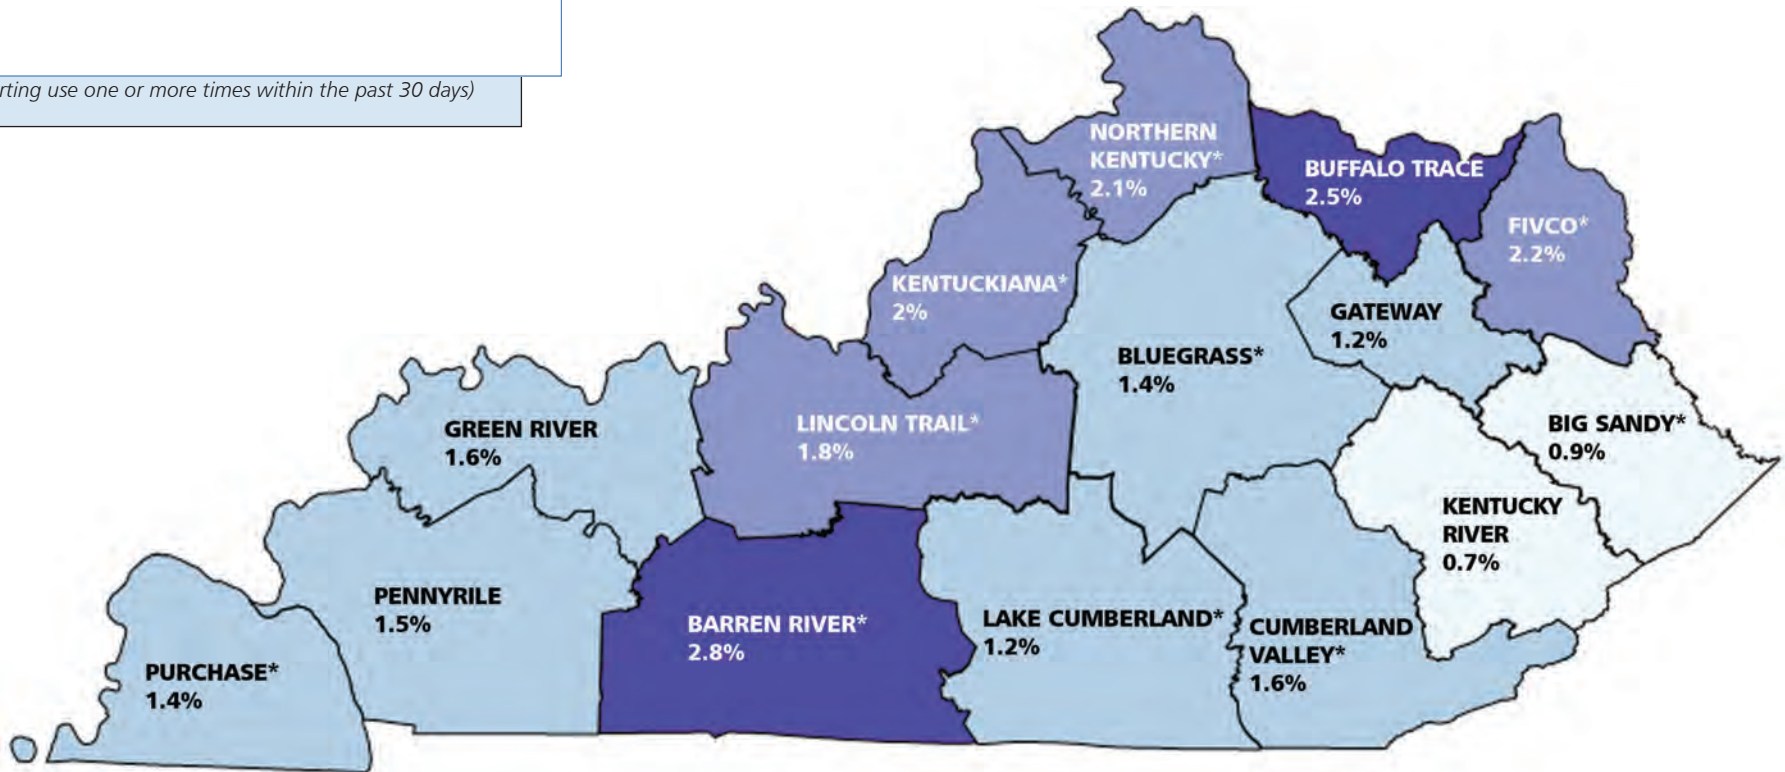 rting use one or more times within the past 30 days)
NORTHERN
KENTUCKY*
2.1%
BUFFALO TRACE
2.5%
FIVCO*
2.2%
KENTUCKIANA*
2%
GATEWAY
1.2%
BLUEGRASS*
1.4%
GREEN RIVER
1.6%
LINCOLN TRAIL*
1.8%
BIG SANDY*
0.9%
KENTUCKY
RIVER
0.7%
PENNYRILE
1.5%
BARREN RIVER*
2.8%
LAKE CUMBERLAND*
1.2%
CUMBERLAND
VALLEY*
1.6%
PURCHASE*
1.4%